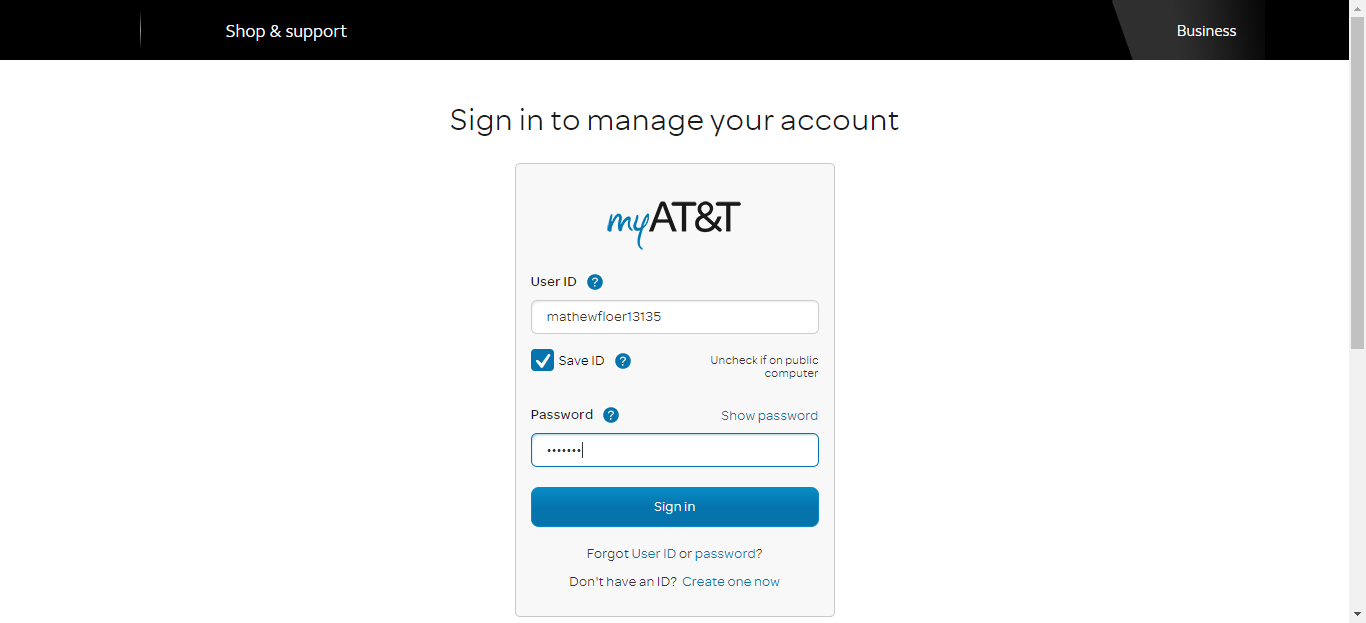 Shop & support
Business
Sign in to manage your account
myAT&T
User ID ?
mathewfloer13135
Save ID ?
Uncheck if on public
computer
Password ?
Show password
•••••••
Sign in
Forgot User ID or password?
Don't have an ID? Create one now